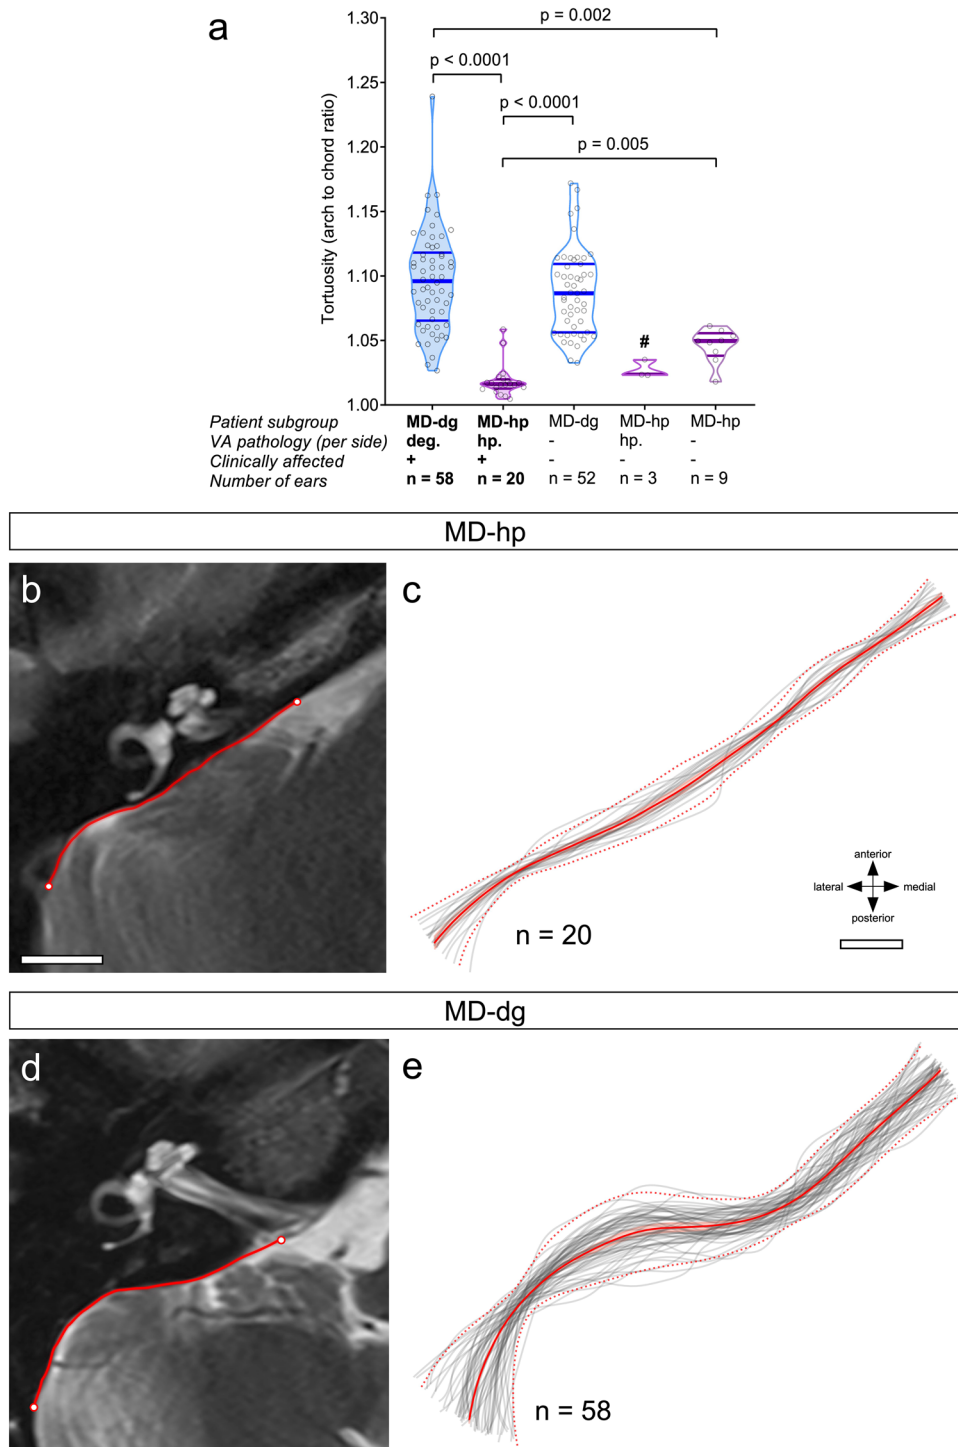 a
Tortuosity (arch to chord ratio)
1.30
1.25
1.20
1.15
1.10
1.05
1.00
p = 0.002
p < 0.0001
p < 0.0001
p = 0.005
#
Patient subgroup MD-dg MD-hp MD-dg MD-hp MD-hp
VA pathology (per side) deg. hp. - hp. -
Clinically affected + + - - -
Number of ears n = 58 n = 20 n = 52 n = 3 n = 9
MD-hp
b
c
n = 20
anterior
lateral medial
posterior
MD-dg
d
e
n = 58